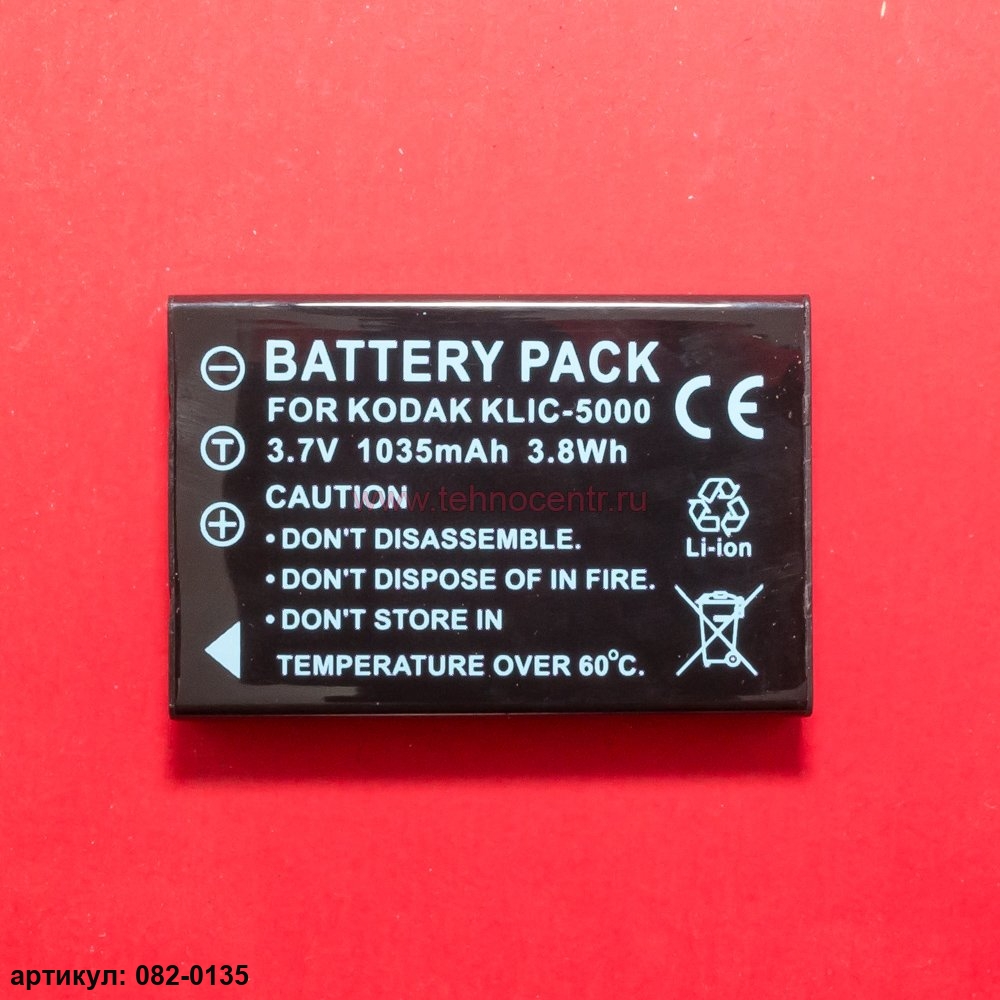 BATTERY PACK
FOR KODAK KLIC-5000
3.7V 1035mAh 3.8Wh
T
CE
CAUTION
www.tehnocentr.ru
• DON'T DISASSEMBLE.
Li-ion
• DON'T DISPOSE OF IN FIRE.
• DON'T STORE IN
TEMPERATURE OVER 60°C.
артикул: 082-0135